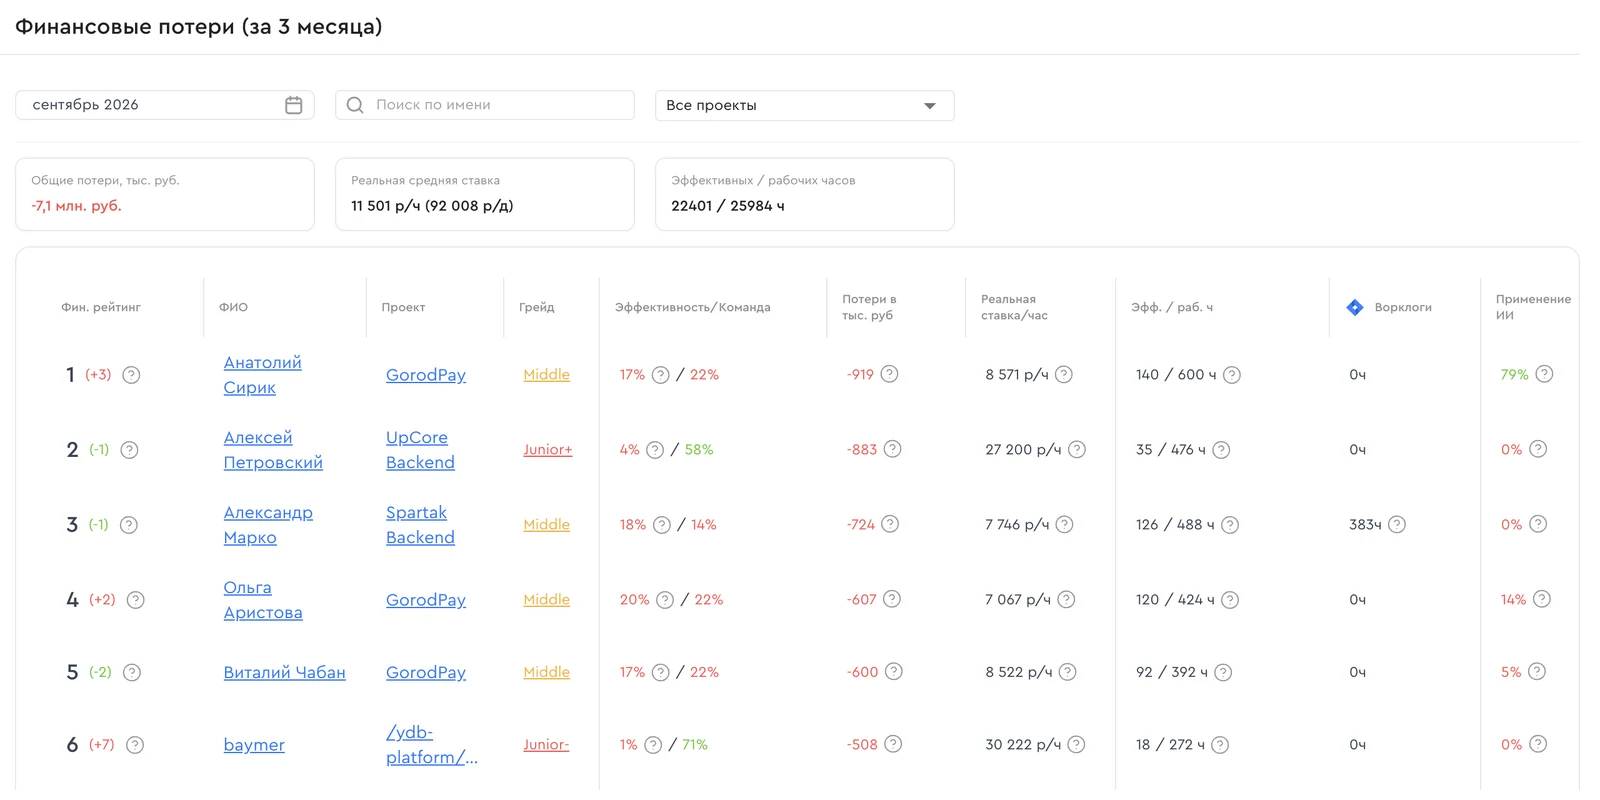 Финансовые потери (за 3 месяца)
сентябрь 2026
Поиск по имени
Все проекты
Общие потери, тыс. руб.
-7,1 млн. руб.
Реальная средняя ставка
11 501 р/ч (92 008 р/д)
Эффективных / рабочих часов
22401 / 25984 ч
Фин. рейтинг
ФИО
Проект
Грейд
Эффективность/Команда
Потери в
тыс. руб
Реальная
ставка/час
Эфф. / раб. ч
Ворклоги
Применение
ИИ
1 (+3) ?
Анатолий
Сирик
GorodPay
Middle
17% ? / 22%
-919 ?
8 571 р/ч ?
140 / 600 ч ?
0ч
79% ?
2 (-1) ?
Алексей
Петровский
UpCore
Backend
Junior+
4% ? / 58%
-883 ?
27 200 р/ч ?
35 / 476 ч ?
0ч
0% ?
3 (-1) ?
Александр
Марко
Spartak
Backend
Middle
18% ? / 14%
-724 ?
7 746 р/ч ?
126 / 488 ч ?
383ч ?
0% ?
4 (+2) ?
Ольга
Аристова
GorodPay
Middle
20% ? / 22%
-607 ?
7 067 р/ч ?
120 / 424 ч ?
0ч
14% ?
5 (-2) ?
Виталий Чабан
GorodPay
Middle
17% ? / 22%
-600 ?
8 522 р/ч ?
92 / 392 ч ?
0ч
5% ?
6 (+7) ?
baymer
/ydb-
platform/...
Junior-
1% ? / 71%
-508 ?
30 222 р/ч ?
18 / 272 ч ?
0ч
0% ?